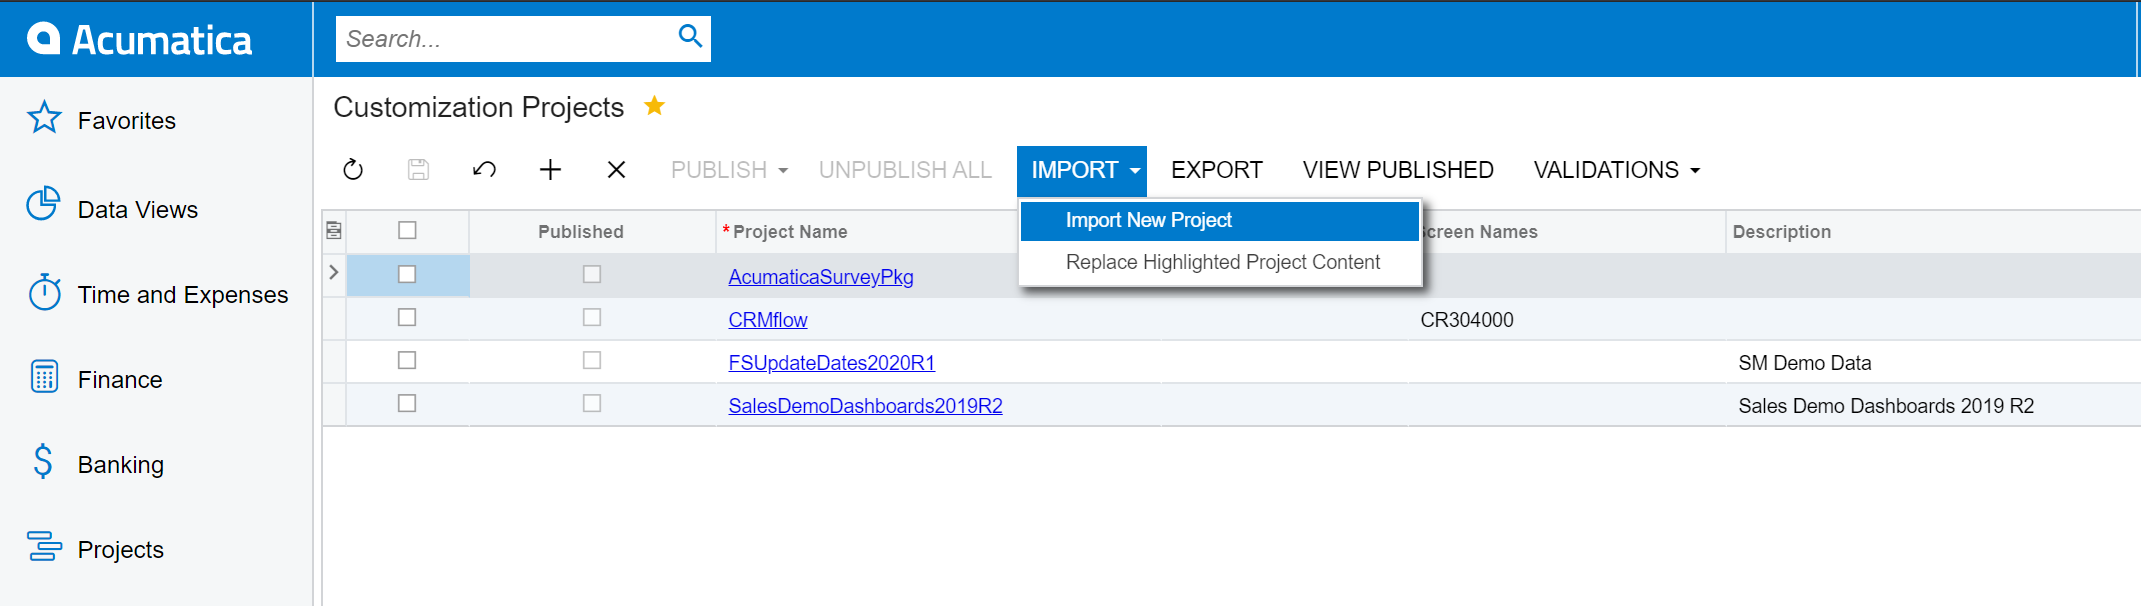 Acumatica
Search...
Favorites
Data Views
Time and Expenses
Finance
Banking
Projects
Customization Projects
PUBLISH UNPUBLISH ALL IMPORT EXPORT VIEW PUBLISHED VALIDATIONS
Import New Project
Replace Highlighted Project Content
Published * Project Name Screen Names Description
AcumaticaSurveyPkg
CRMflow CR304000
FSUpdateDates2020R1 SM Demo Data
SalesDemoDashboards2019R2 Sales Demo Dashboards 2019 R2